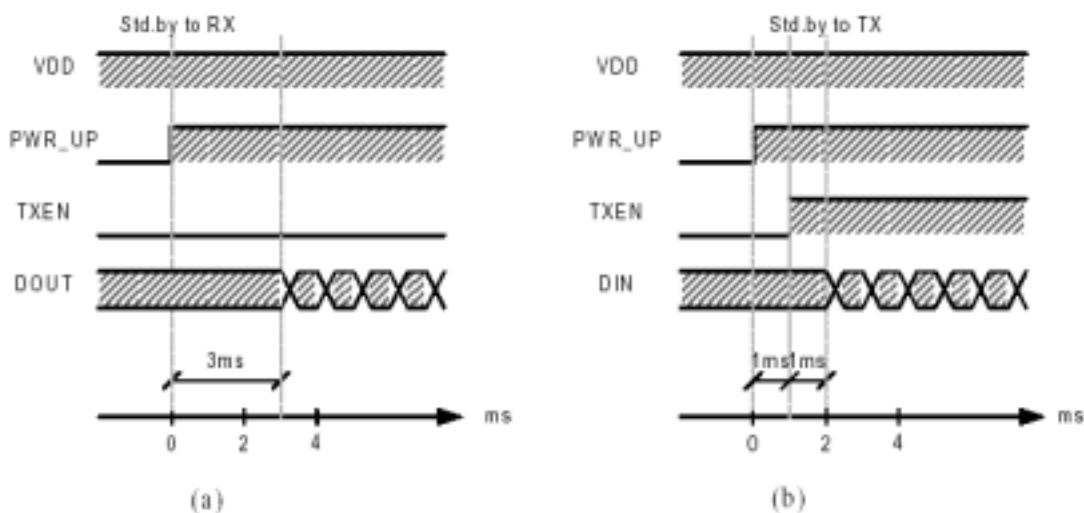 Std.by to RX
VDD
PWR_UP
TXEN
DOUT
3ms
0 2 4 ms
(a)
Std.by to TX
VDD
PWR_UP
TXEN
DIN
1ms 1ms
0 2 4 ms
(b)